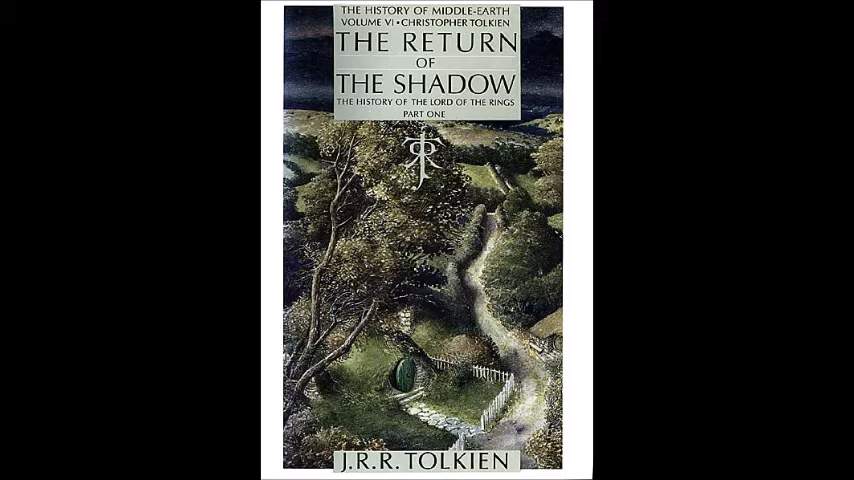 THE HISTORY OF MIDDLE-EARTH
VOLUME VI • CHRISTOPHER TOLKIEN
THE RETURN
OF
THE SHADOW
THE HISTORY OF THE LORD OF THE RINGS
PART ONE
J.R.R. TOLKIEN